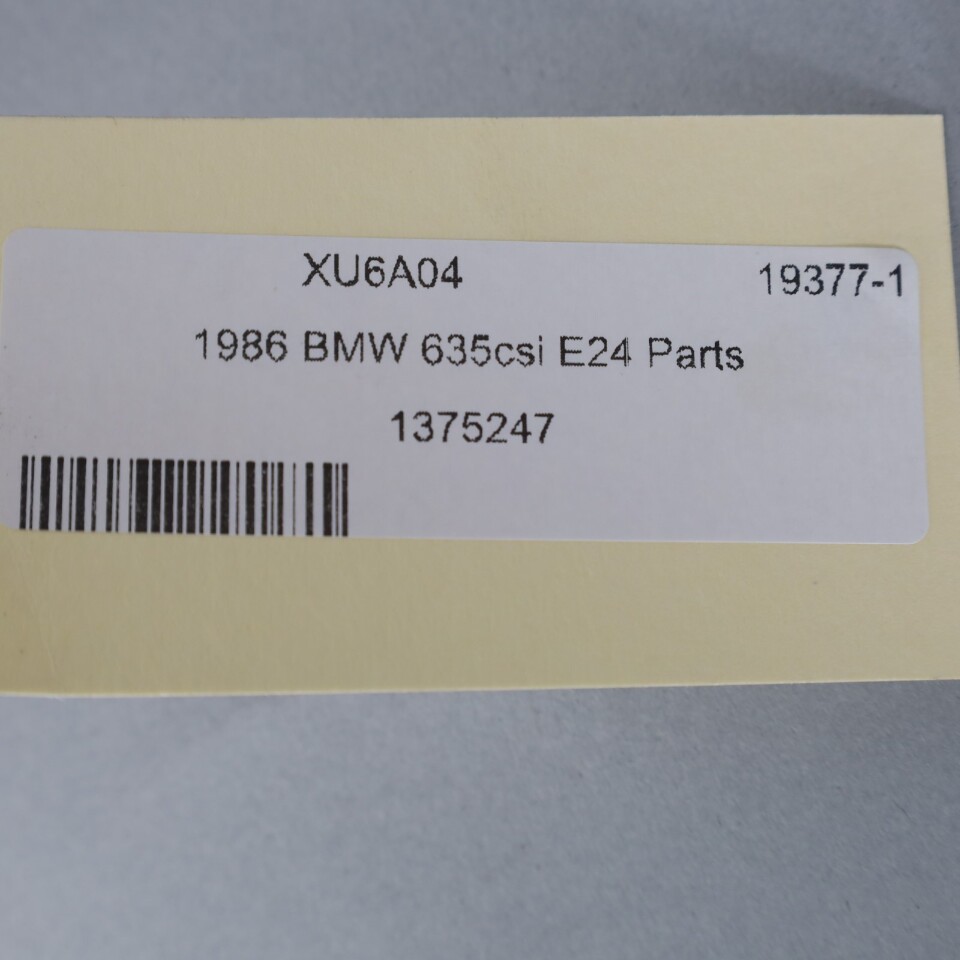 XU6A04 19377-1
1986 BMW 635csi E24 Parts
1375247